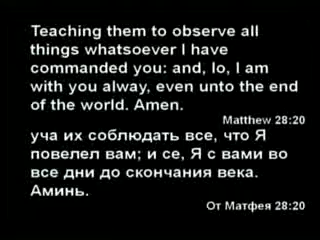 Teaching them to observe all
things whatsoever I have
commanded you: and, lo, I am
with you alway, even unto the end
of the world. Amen.
Matthew 28:20
уча их соблюдать все, что Я
повелел вам; и се, Я с вами во
все дни до скончания века.
Аминь.
От Матфея 28:20